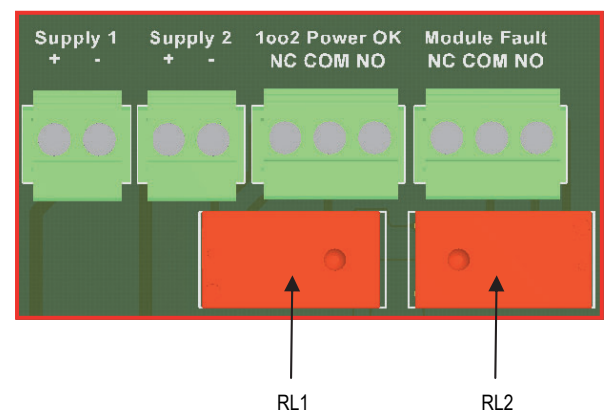 Supply 1 Supply 2 1oo2 Power OK Module Fault
+ - + - NC COM NO NC COM NO
RL1 RL2